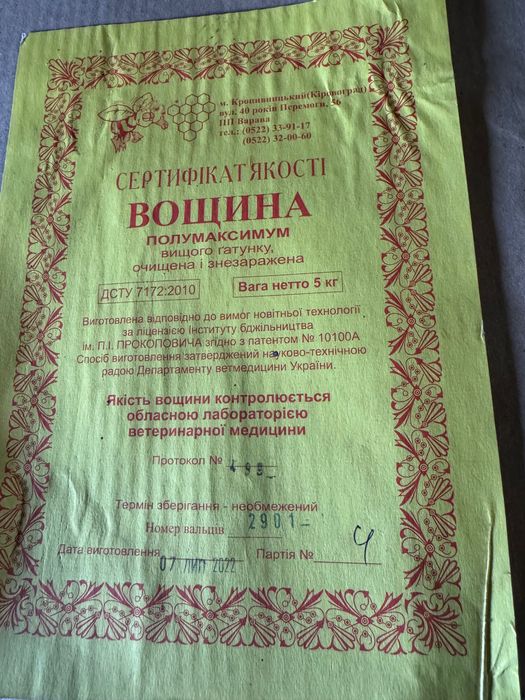 м. Кропивницький(Кіровоград)
вул. 40 років Перемоги, 56
ПП Варава
тел.: (0522) 33-91-17
(0522) 32-00-60
СЕРТИФІКАТ ЯКОСТІ
ВОЩИНА
ПОЛУМАКСИМУМ
вищого ґатунку,
очищена і знезаражена
ДСТУ 7172:2010
Вага нетто 5 кг
Виготовлена відповідно до вимог новітньої технології
за ліцензією Інституту бджільництва
ім. П.І. ПРОКОПОВИЧА згідно з патентом № 10100А
Спосіб виготовлення затверджений науково-технічною
радою Департаменту ветмедицини України.
Якість вощини контролюється
обласною лабораторією
ветеринарної медицини
Протокол № 498
Термін зберігання - необмежений
Номер вальців 2901-
Дата виготовлення 07 ЛИП 2022 Партія № 4